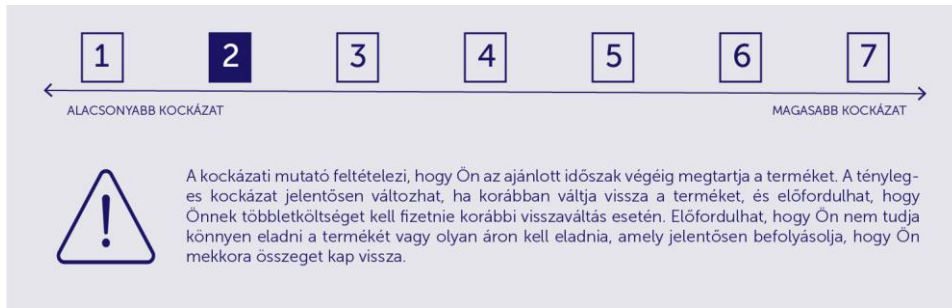 1 2 3 4 5 6 7
ALACSONYABB KOCKÁZAT MAGASABB KOCKÁZAT
!
A kockázati mutató feltételezi, hogy Ön az ajánlott időszak végéig megtartja a terméket. A tényleg-
es kockázat jelentősen változhat, ha korábban váltja vissza a terméket, és előfordulhat, hogy
Önnek többletköltséget kell fizetnie korábbi visszaváltás esetén. Előfordulhat, hogy Ön nem tudja
könnyen eladni a termékét vagy olyan áron kell eladnia, amely jelentősen befolyásolja, hogy Ön
mekkora összeget kap vissza.